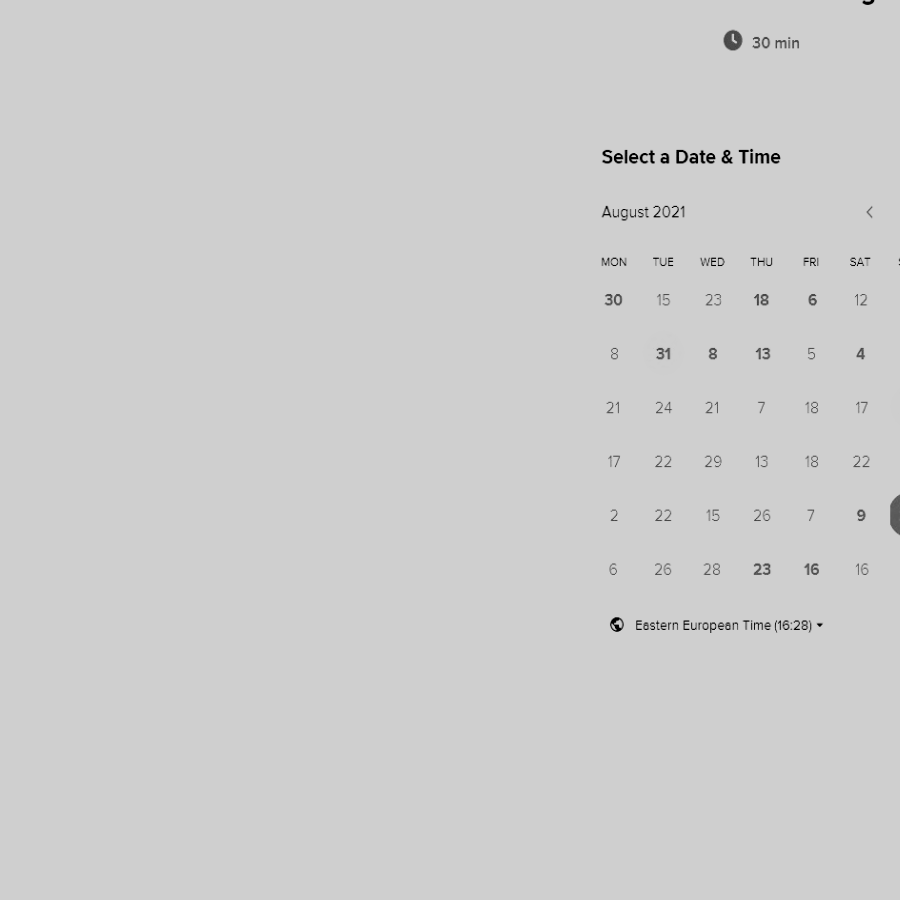 30 min
Select a Date & Time
August 2021
MON TUE WED THU FRI SAT
30 15 23 18 6 12
8 31 8 13 5 4
21 24 21 7 18 17
17 22 29 13 18 22
2 22 15 26 7 9
6 26 28 23 16 16
Eastern European Time (16:28)